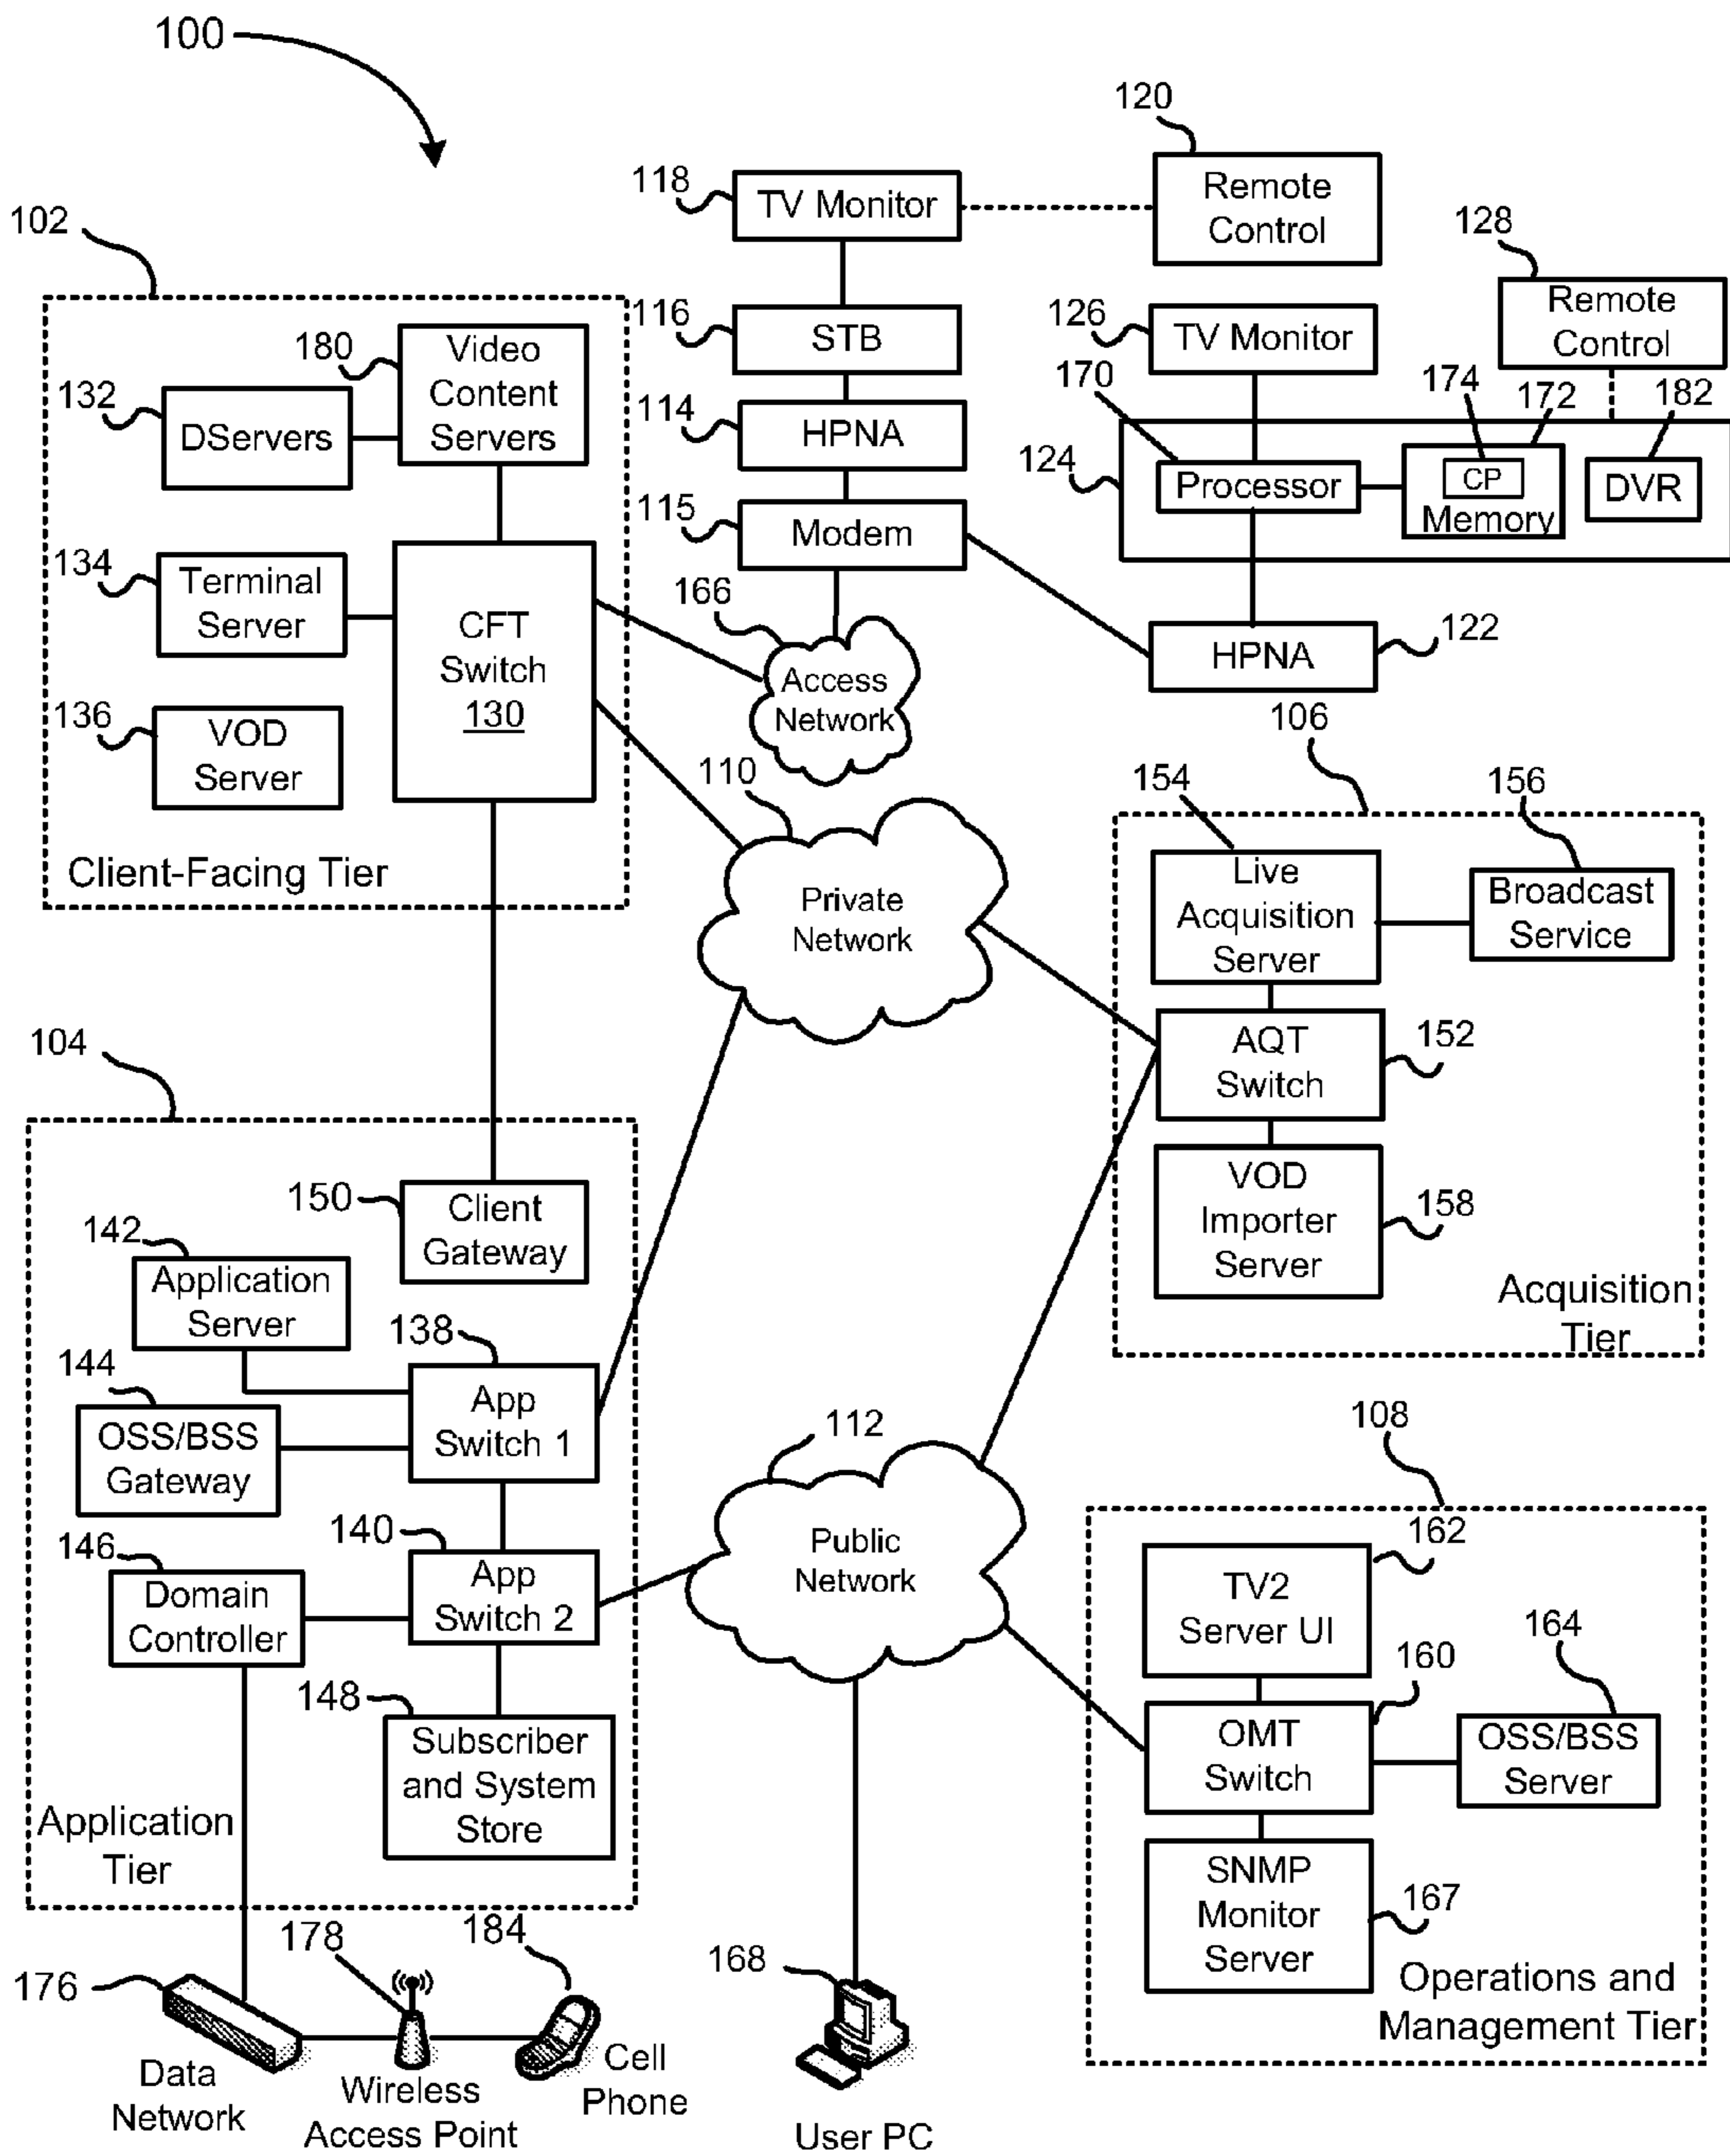 100
120
118
TV Monitor
Remote
Control
102
128
116
STB
126
TV Monitor
Remote
Control
180
Video
Content
Servers
132
DServers
114
HPNA
170
174
172
182
124
Processor
CP
Memory
DVR
115
Modem
134
Terminal
Server
CFT
Switch
130
166
Access
Network
HPNA
122
136
VOD
Server
110
106
154
156
Client-Facing Tier
Private
Network
Live
Acquisition
Server
Broadcast
Service
104
AQT
Switch
152
150
Client
Gateway
VOD
Importer
Server
158
142
Application
Server
Acquisition
Tier
138
144
App
Switch 1
OSS/BSS
Gateway
112
108
140
146
App
Switch 2
Domain
Controller
Public
Network
162
TV2
Server UI
164
160
148
Subscriber
and System
Store
OMT
Switch
OSS/BSS
Server
Application
Tier
SNMP
Monitor
Server
167
178
184
168
176
Operations and
Management Tier
Data
Network
Wireless
Access Point
Cell
Phone
User PC